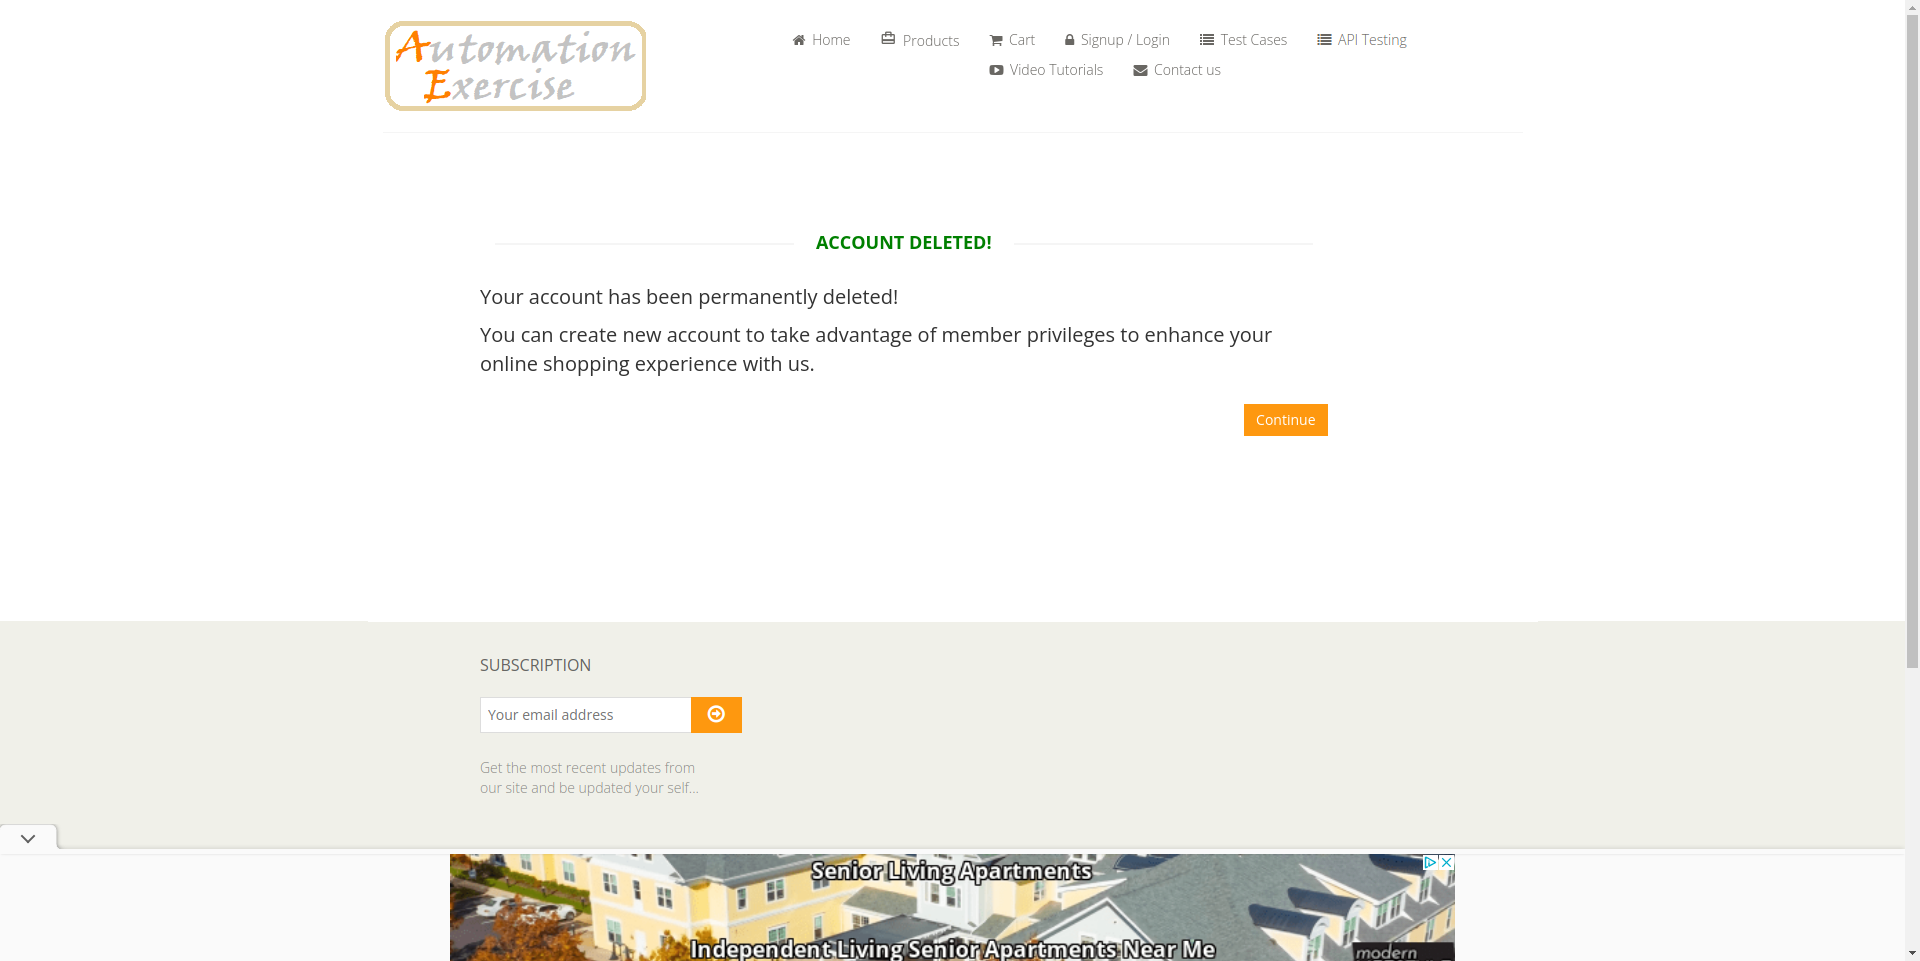 Automation
Exercise
Home
Products
Cart
Signup / Login
Test Cases
API Testing
Video Tutorials
Contact us
ACCOUNT DELETED!
Your account has been permanently deleted!
You can create new account to take advantage of member privileges to enhance your
online shopping experience with us.
Continue
SUBSCRIPTION
Your email address
Get the most recent updates from
our site and be updated your self...
Senior Living Apartments
Independent Living Senior Apartments Near Me
modern